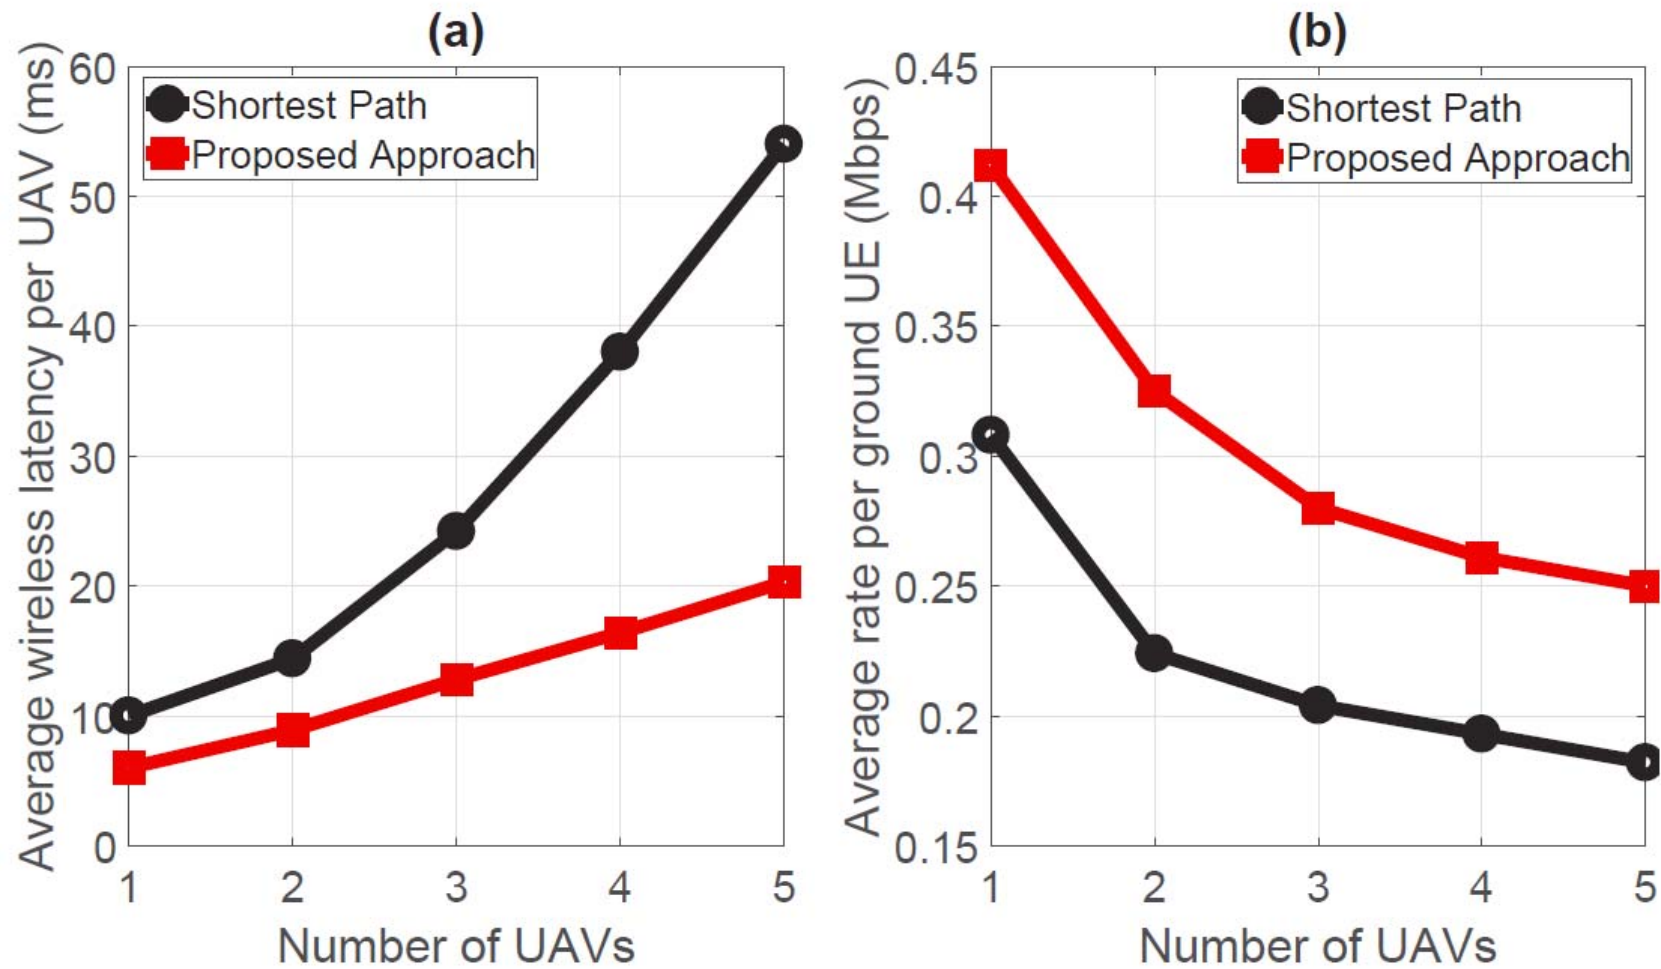 (a)
Average wireless latency per UAV (ms)
60
50
40
30
20
10
0
Shortest Path
Proposed Approach
1 2 3 4 5
Number of UAVs
(b)
Average rate per ground UE (Mbps)
0.45
0.4
0.35
0.3
0.25
0.2
0.15
Shortest Path
Proposed Approach
1 2 3 4 5
Number of UAVs